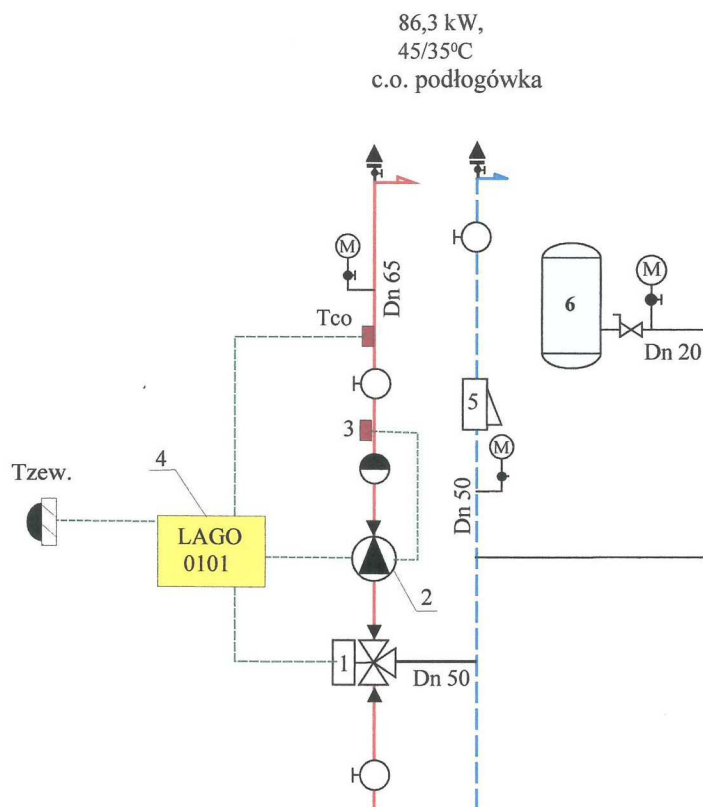 86,3 kW,
45/35⁰C
c.o. podłogówka
M
Dn 65
M
6
Tco
Dn 20
5
3
M
4
Tzew.
Dn 50
LAGO
0101
2
1
Dn 50